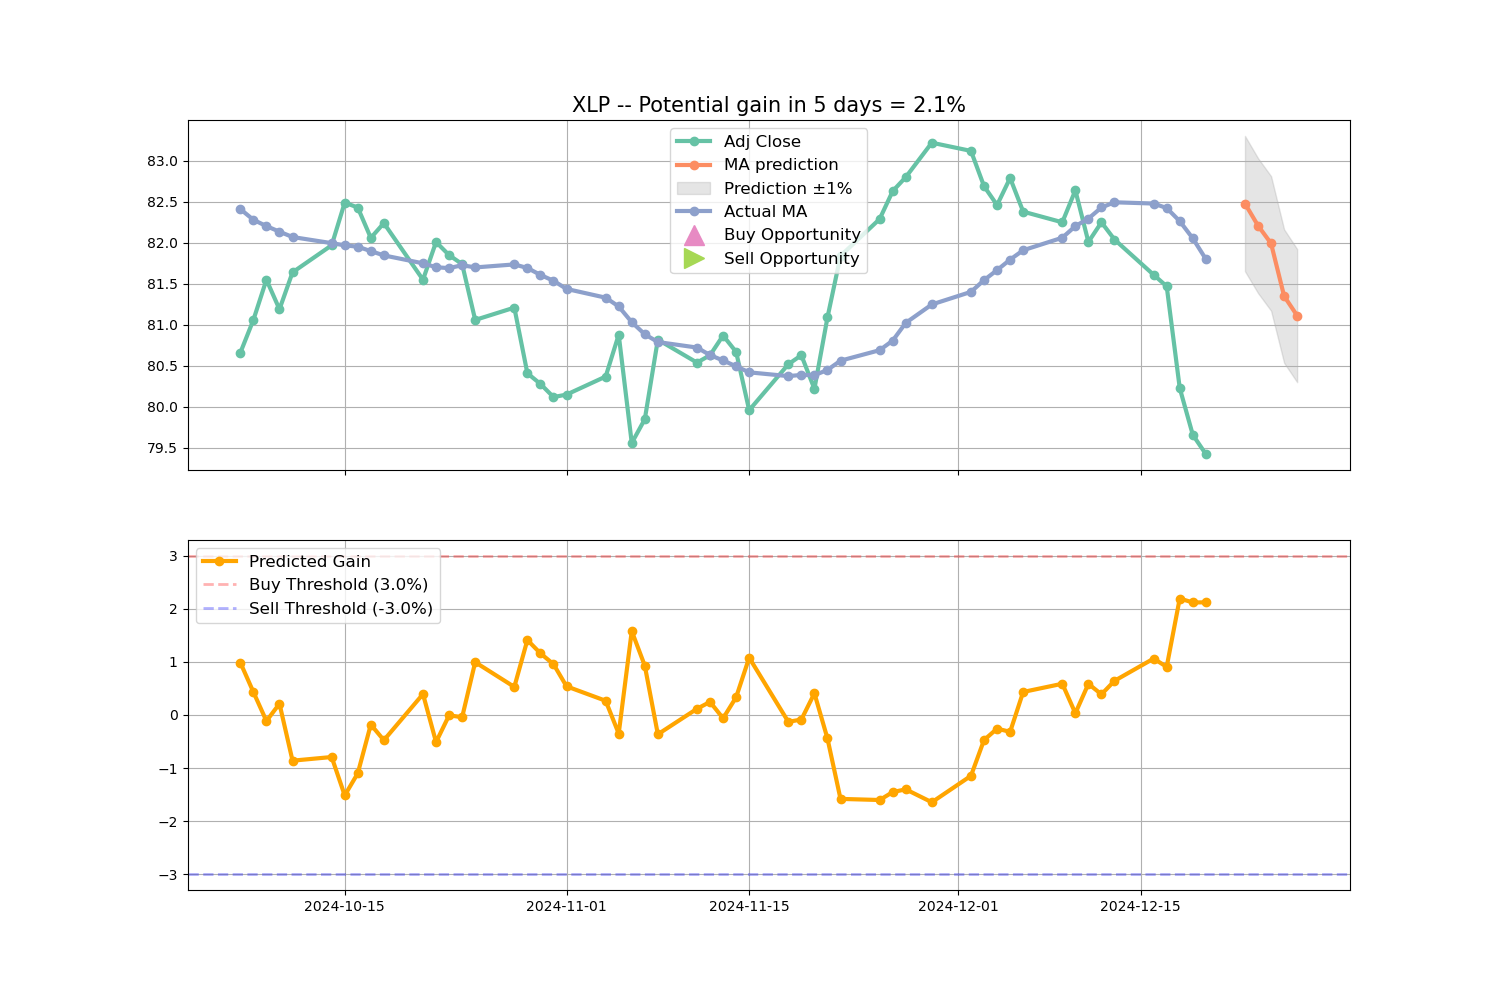 XLP -- Potential gain in 5 days = 2.1%
Adj Close
MA prediction
Prediction ±1%
Actual MA
Buy Opportunity
Sell Opportunity
83.0
82.5
82.0
81.5
81.0
80.5
80.0
79.5
Predicted Gain
Buy Threshold (3.0%)
Sell Threshold (-3.0%)
3
2
1
0
−1
−2
−3
2024-10-15 2024-11-01 2024-11-15 2024-12-01 2024-12-15